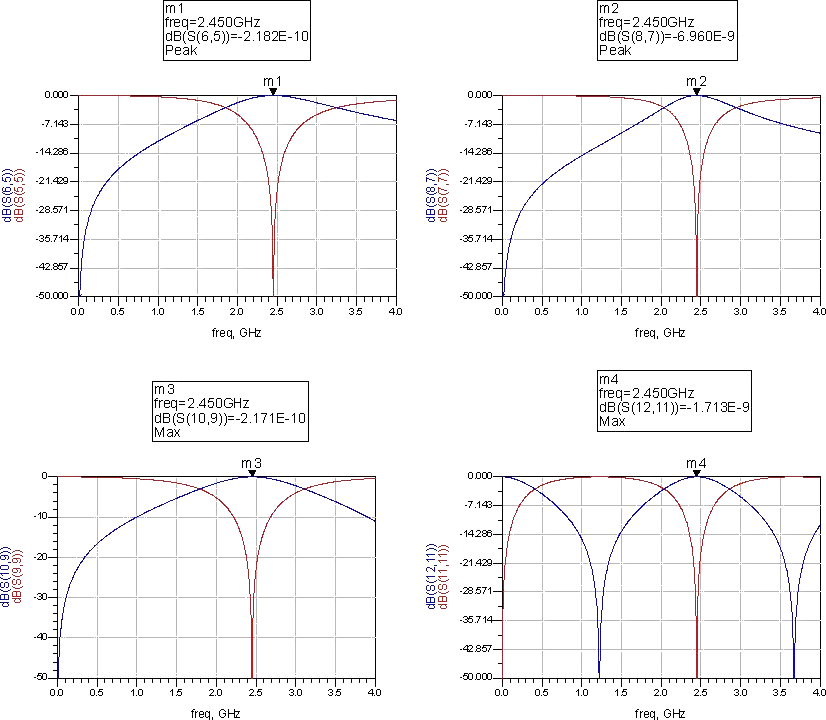 m1
freq=2.450GHz
dB(S(6,5))=-2.182E-10
Peak
m2
freq=2.450GHz
dB(S(8,7))=-6.960E-9
Peak
m1
0.000
-7.143
-14.286
-21.429
-28.571
-35.714
-42.857
-50.000
dB(S(6,5))
dB(S(5,5))
0.0 0.5 1.0 1.5 2.0 2.5 3.0 3.5 4.0
freq, GHz
m2
0.000
-7.143
-14.286
-21.429
-28.571
-35.714
-42.857
-50.000
dB(S(8,7))
dB(S(7,7))
0.0 0.5 1.0 1.5 2.0 2.5 3.0 3.5 4.0
freq, GHz
m3
freq=2.450GHz
dB(S(10,9))=-2.171E-10
Max
m4
freq=2.450GHz
dB(S(12,11))=-1.713E-9
Max
m3
0
-10
-20
-30
-40
-50
dB(S(10,9))
dB(S(9,9))
0.0 0.5 1.0 1.5 2.0 2.5 3.0 3.5 4.0
freq, GHz
m4
0.000
-7.143
-14.286
-21.429
-28.571
-35.714
-42.857
-50.000
dB(S(12,11))
dB(S(11,11))
0.0 0.5 1.0 1.5 2.0 2.5 3.0 3.5 4.0
freq, GHz